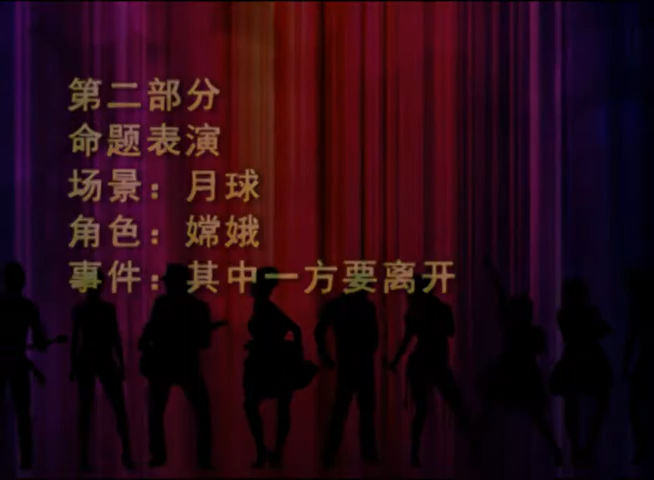 第二部分
命题表演
场景：月球
角色：嫦娥
事件：其中一方要离开